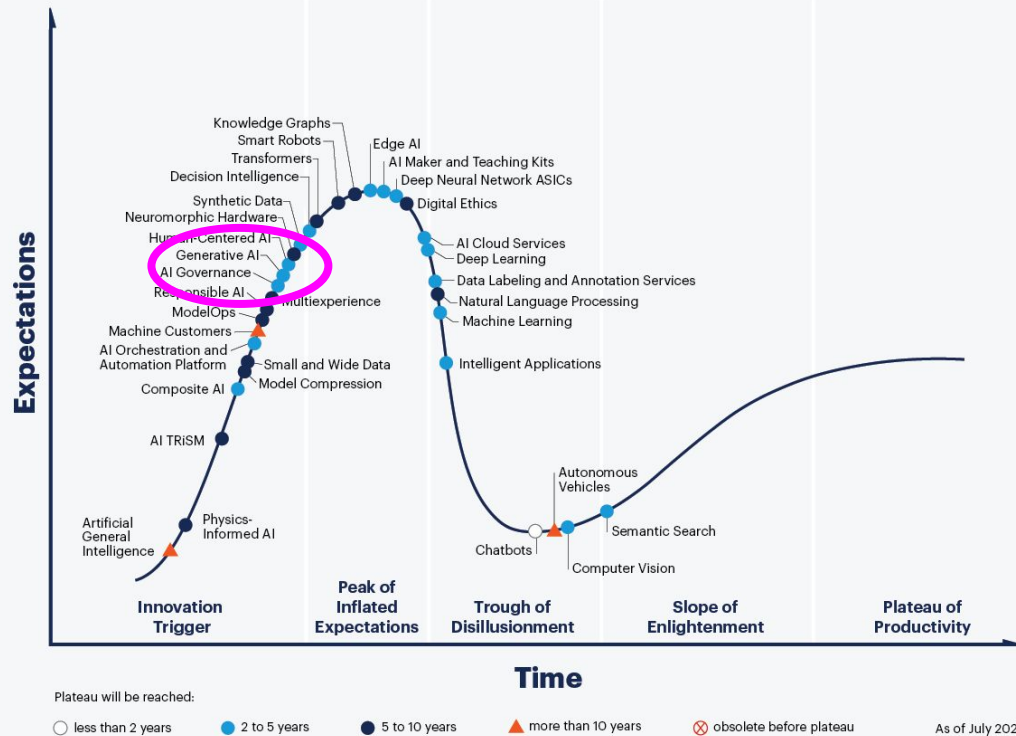 Knowledge Graphs
Smart Robots
Transformers
Decision Intelligence
Synthetic Data
Neuromorphic Hardware
Human-Centered AI
Generative AI
AI Governance
Responsible AI
Multiexperience
ModelOps
Machine Customers
AI Orchestration and
Automation Platform
Small and Wide Data
Model Compression
Composite AI
AI TRiSM
Artificial
General
Intelligence
Physics-
Informed AI
Edge AI
AI Maker and Teaching Kits
Deep Neural Network ASICs
Digital Ethics
AI Cloud Services
Deep Learning
Data Labeling and Annotation Services
Natural Language Processing
Machine Learning
Intelligent Applications
Autonomous
Vehicles
Chatbots
Semantic Search
Computer Vision
Expectations
Innovation
Trigger
Peak of
Inflated
Expectations
Trough of
Disillusionment
Slope of
Enlightenment
Plateau of
Productivity
Time
Plateau will be reached:
less than 2 years
2 to 5 years
5 to 10 years
more than 10 years
obsolete before plateau
As of July 202